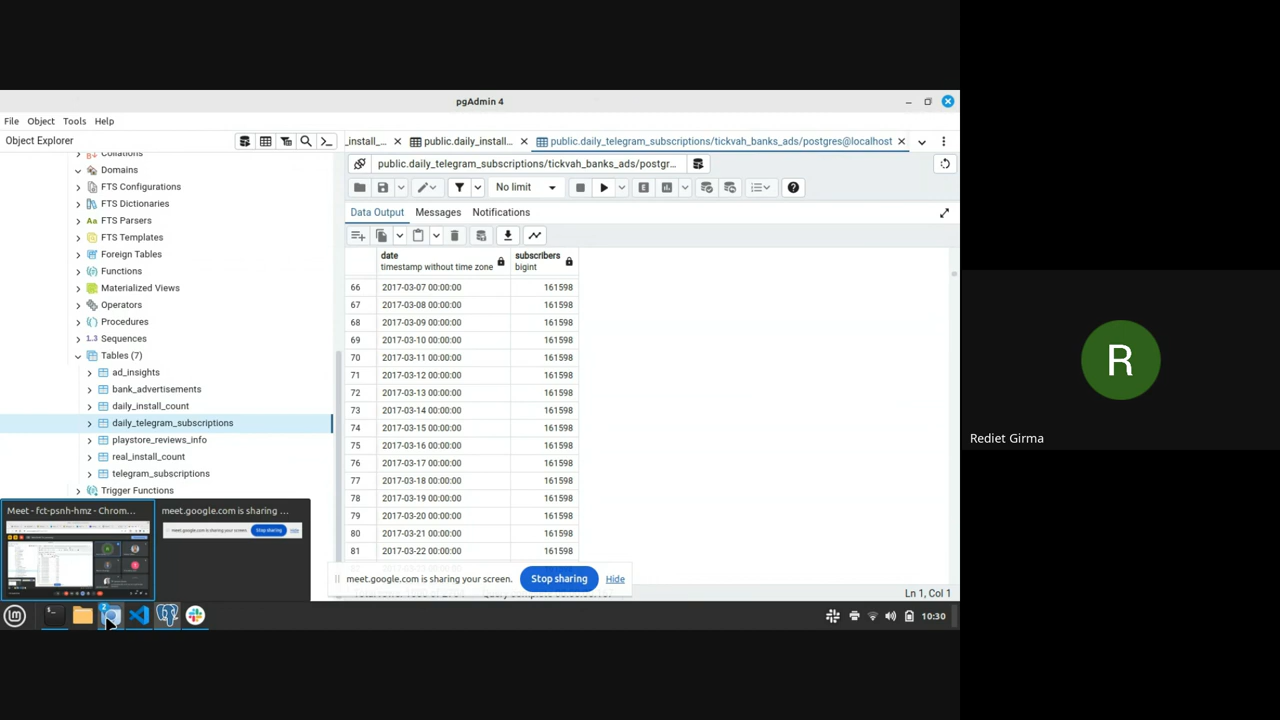 pgAdmin 4
File Object Tools Help
Object Explorer
_install_...
public.daily_install...
public.daily_telegram_subscriptions/tickvah_banks_ads/postgres@localhost
public.daily_telegram_subscriptions/tickvah_banks_ads/postgr...
No limit
Data Output Messages Notifications
Collations
Domains
FTS Configurations
FTS Dictionaries
Aa FTS Parsers
FTS Templates
Foreign Tables
Functions
Materialized Views
Operators
Procedures
1..3 Sequences
Tables (7)
ad_insights
bank_advertisements
daily_install_count
daily_telegram_subscriptions
playstore_reviews_info
real_install_count
telegram_subscriptions
Trigger Functions
date
timestamp without time zone
subscribers
bigint
66 2017-03-07 00:00:00 161598
67 2017-03-08 00:00:00 161598
68 2017-03-09 00:00:00 161598
69 2017-03-10 00:00:00 161598
70 2017-03-11 00:00:00 161598
71 2017-03-12 00:00:00 161598
72 2017-03-13 00:00:00 161598
73 2017-03-14 00:00:00 161598
74 2017-03-15 00:00:00 161598
75 2017-03-16 00:00:00 161598
76 2017-03-17 00:00:00 161598
77 2017-03-18 00:00:00 161598
78 2017-03-19 00:00:00 161598
79 2017-03-20 00:00:00 161598
80 2017-03-21 00:00:00 161598
81 2017-03-22 00:00:00 161598
Meet - fct-psnh-hmz - Chrom...
meet.google.com is sharing ...
meet.google.com is sharing your screen. Stop sharing Hide
meet.google.com is sharing your screen. Stop sharing Hide
Ln 1, Col 1
10:30
R
Rediet Girma